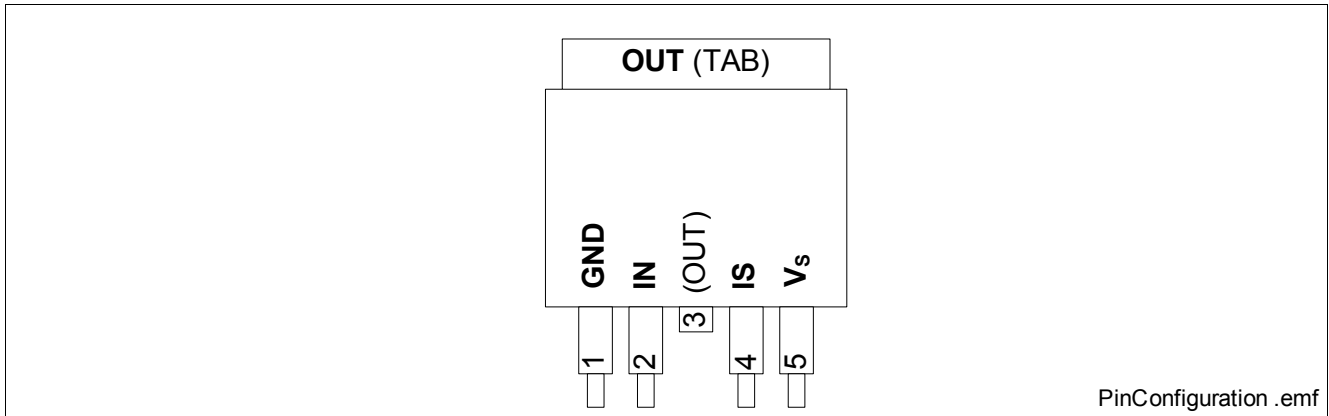 OUT (TAB)
GND
IN
(OUT)
IS
Vs
1
2
3
4
5
PinConfiguration .emf